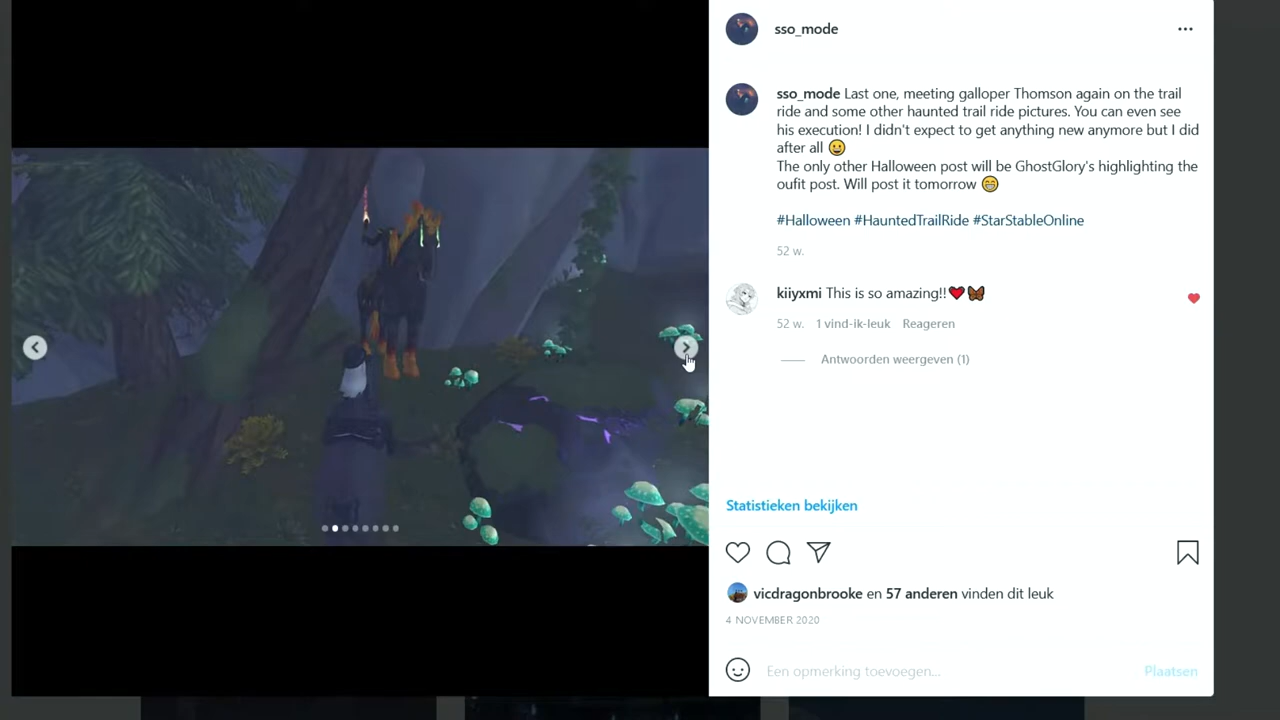 sso_mode
sso_mode Last one, meeting galloper Thomson again on the trail
ride and some other haunted trail ride pictures. You can even see
his execution! I didn't expect to get anything new anymore but I did
after all
The only other Halloween post will be GhostGlory's highlighting the
oufit post. Will post it tomorrow
#Halloween #HauntedTrailRide #StarStableOnline
52 w.
kiiyxmi This is so amazing!!
52 w. 1 vind-ik-leuk Reageren
Antwoorden weergeven (1)
Statistieken bekijken
vicdragonbrooke en 57 anderen vinden dit leuk
4 NOVEMBER 2020
Een opmerking toevoegen...
Plaatsen